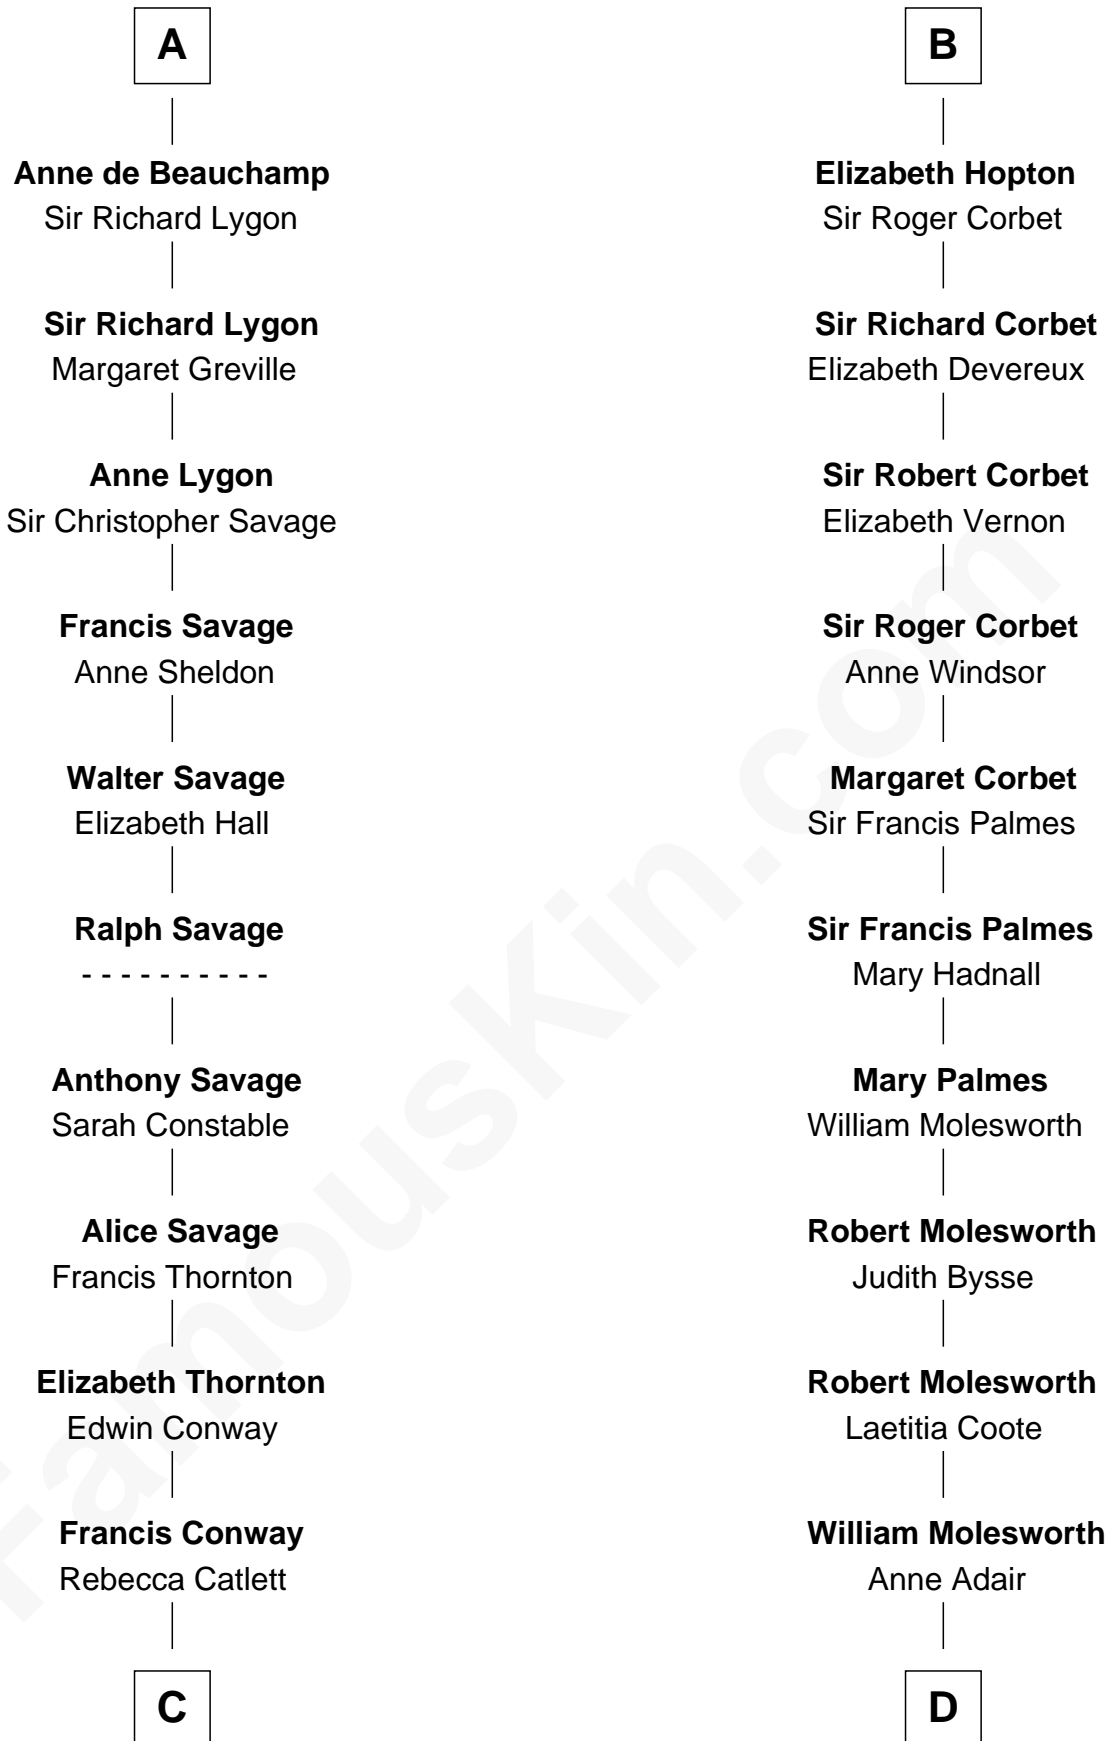 A
Anne de Beauchamp
Sir Richard Lygon
Sir Richard Lygon
Margaret Greville
Anne Lygon
Sir Christopher Savage
Francis Savage
Anne Sheldon
Walter Savage
Elizabeth Hall
Ralph Savage
- - - - - - - - - -
Anthony Savage
Sarah Constable
Alice Savage
Francis Thornton
Elizabeth Thornton
Edwin Conway
Francis Conway
Rebecca Catlett
C
B
Elizabeth Hopton
Sir Roger Corbet
Sir Richard Corbet
Elizabeth Devereux
Sir Robert Corbet
Elizabeth Vernon
Sir Roger Corbet
Anne Windsor
Margaret Corbet
Sir Francis Palmes
Sir Francis Palmes
Mary Hadnall
Mary Palmes
William Molesworth
Robert Molesworth
Judith Bysse
Robert Molesworth
Laetitia Coote
William Molesworth
Anne Adair
D
FamousKin.com